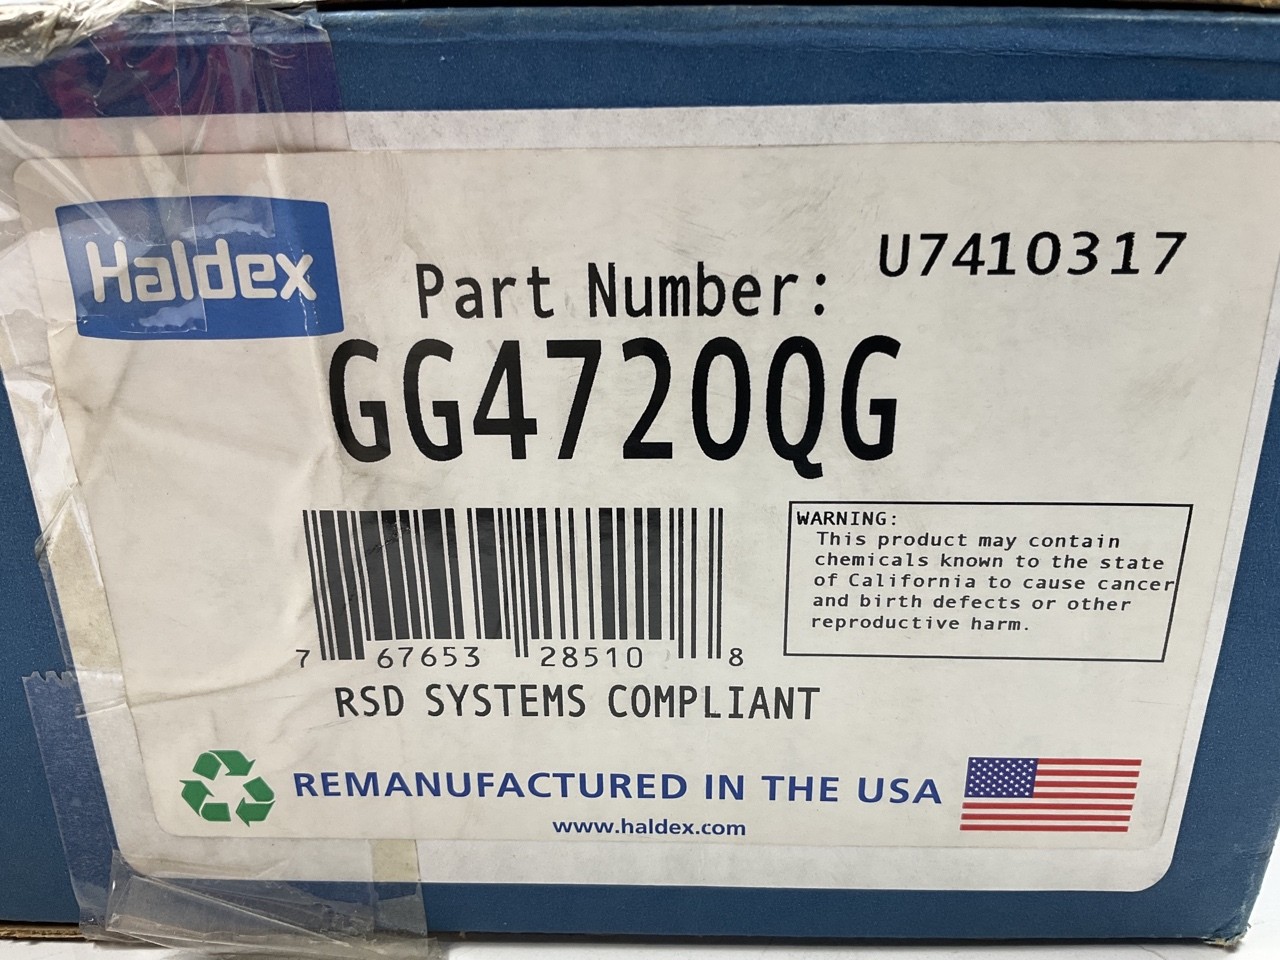 Haldex
U7410317
Part Number:
GG4720QG
WARNING:
This product may contain
chemicals known to the state
of California to cause cancer
and birth defects or other
reproductive harm.
7 67653 28510 8
RSD SYSTEMS COMPLIANT
REMANUFACTURED IN THE USA
www.haldex.com